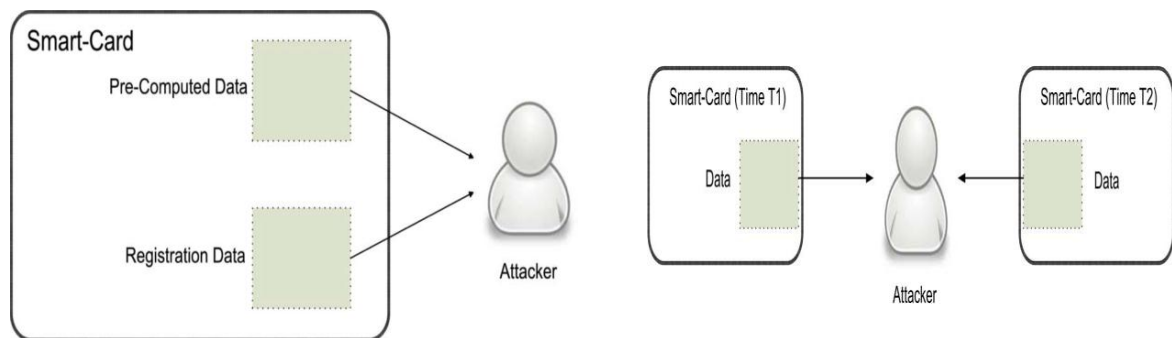 Smart-Card
Pre-Computed Data
Registration Data
Attacker
Smart-Card (Time T1)
Data
Attacker
Smart-Card (Time T2)
Data